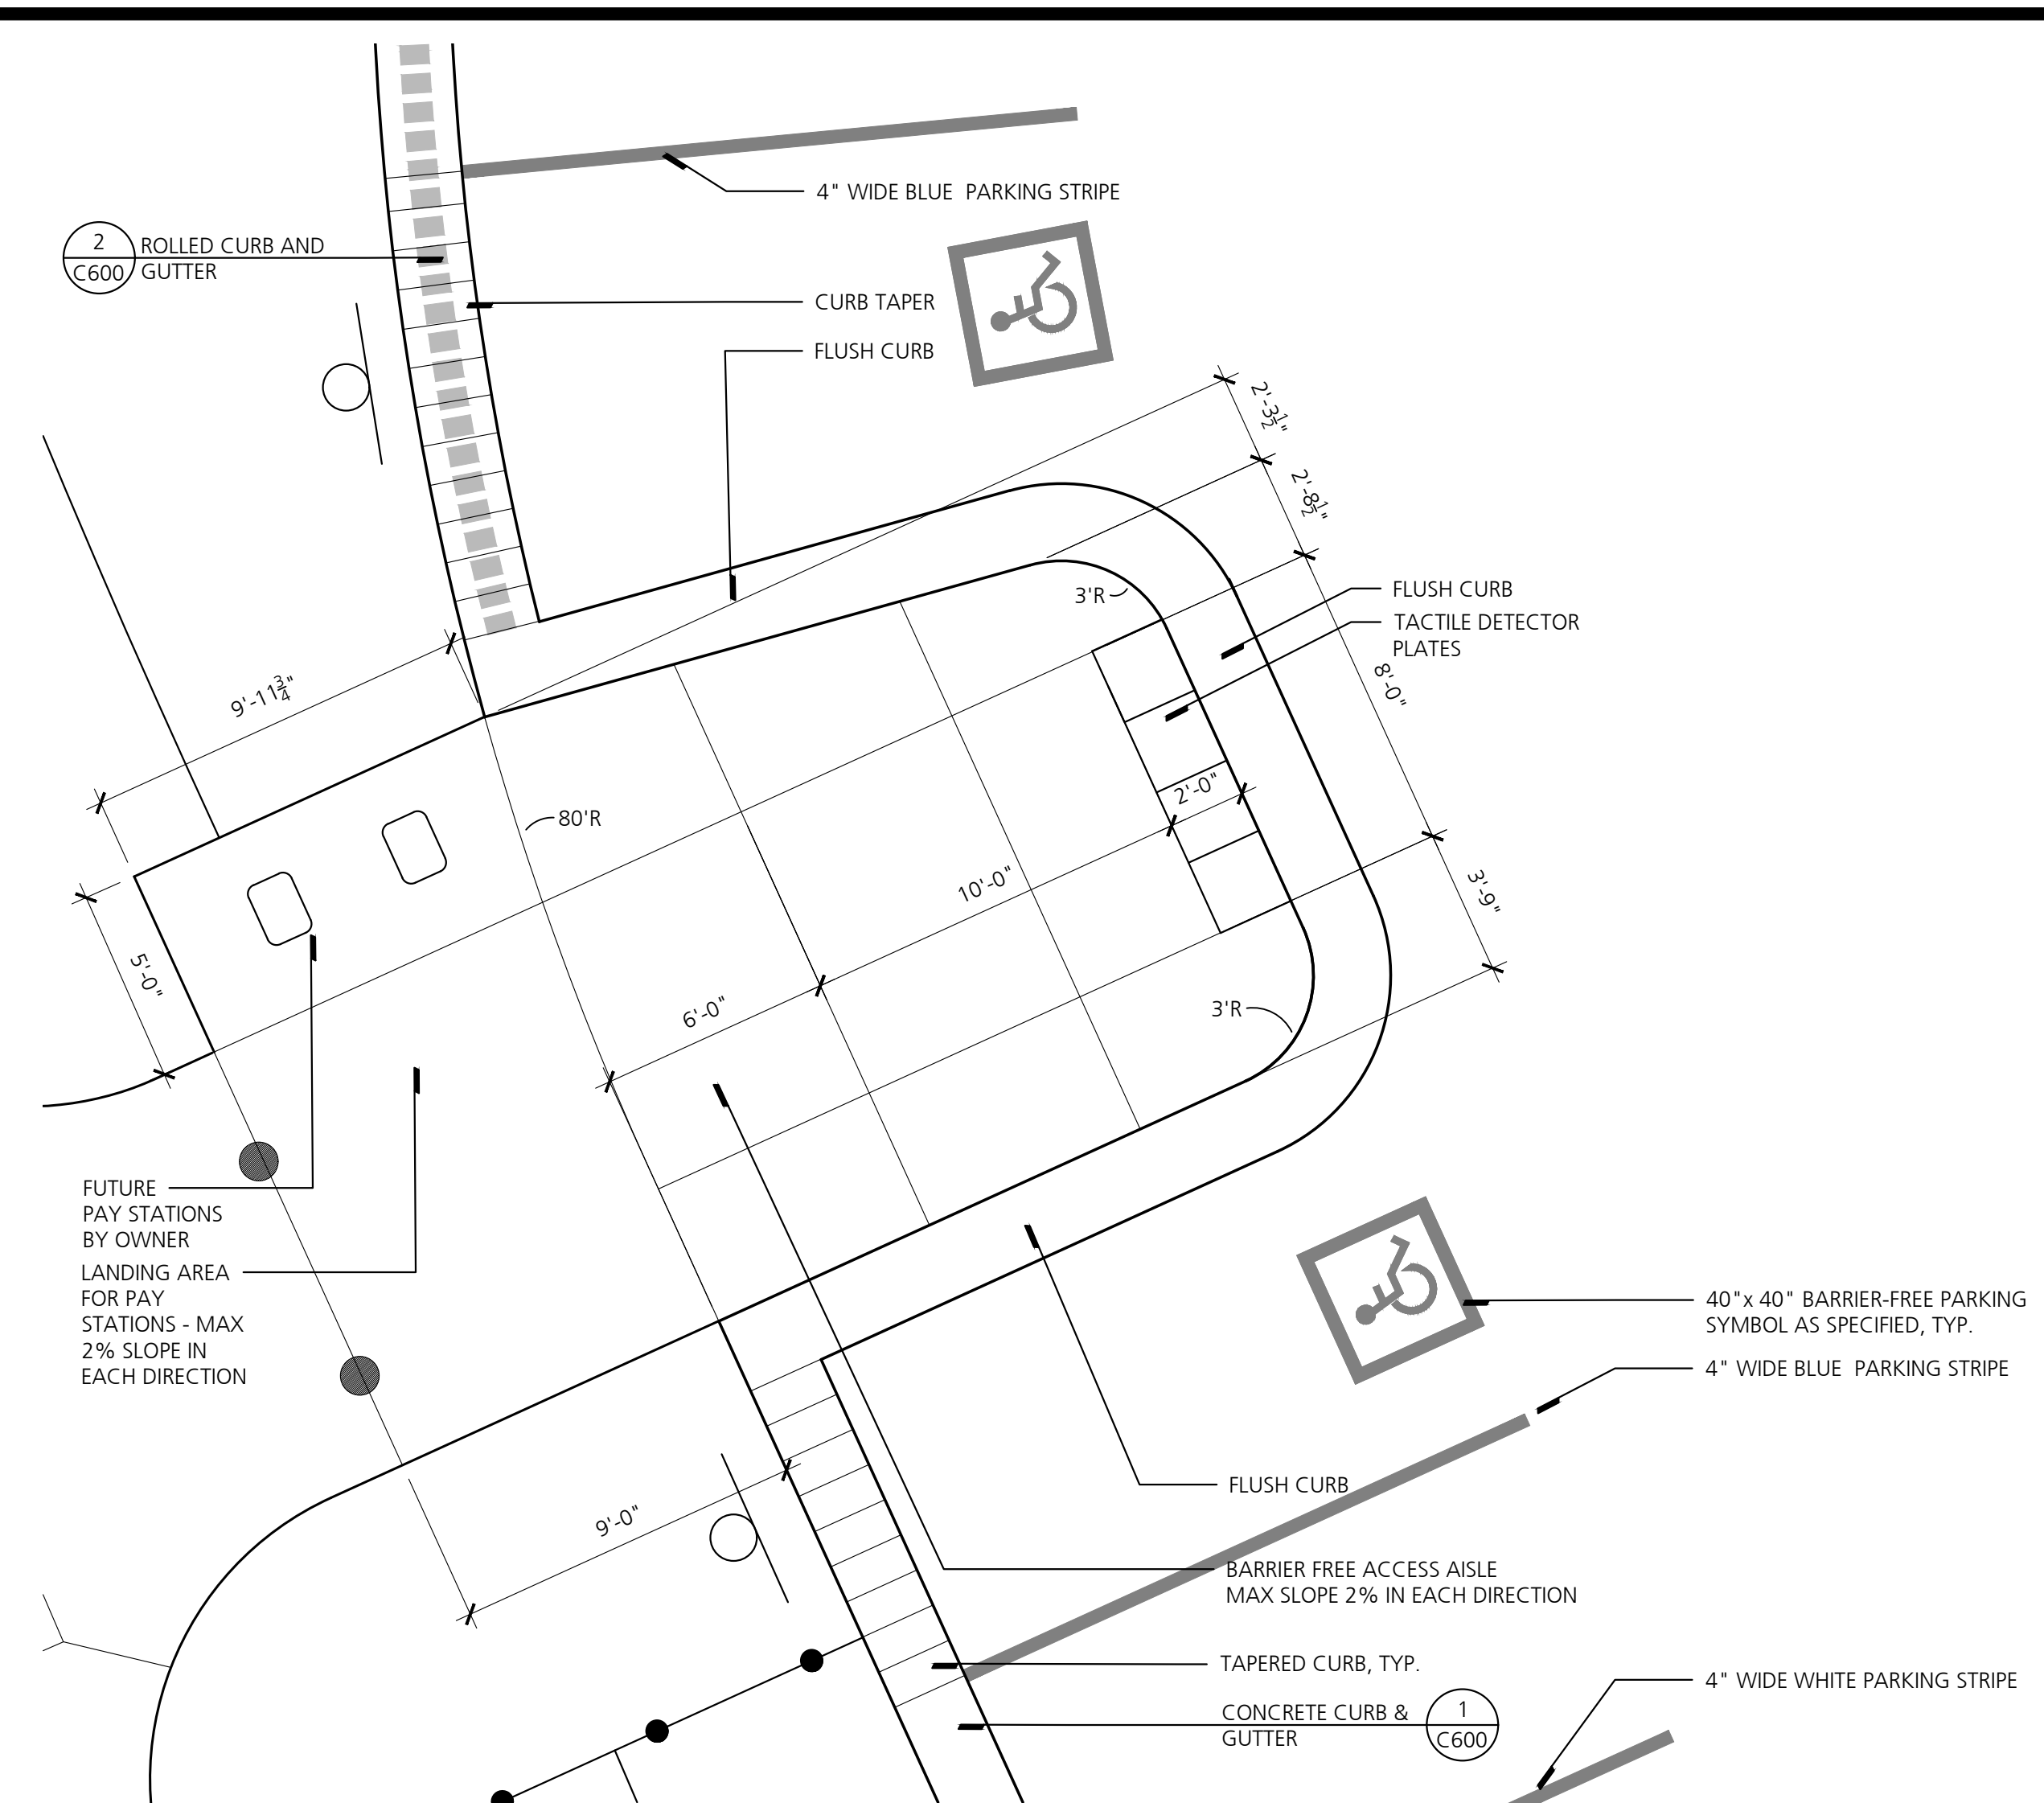 4" WIDE BLUE  PARKING STRIPE
2
C600
ROLLED CURB AND
GUTTER
CURB TAPER
FLUSH CURB
2'-3½"
2'-8½"
3'R
FLUSH CURB
TACTILE DETECTOR
PLATES
8'-0"
9'-11¾"
2'-0"
80'R
10'-0"
3'-9"
5'-0"
6'-0"
3'R
FUTURE
PAY STATIONS
BY OWNER
LANDING AREA
FOR PAY
STATIONS - MAX
2% SLOPE IN
EACH DIRECTION
40"x 40" BARRIER-FREE PARKING
SYMBOL AS SPECIFIED, TYP.
4" WIDE BLUE  PARKING STRIPE
FLUSH CURB
9'-0"
BARRIER FREE ACCESS AISLE
MAX SLOPE 2% IN EACH DIRECTION
TAPERED CURB, TYP.
4" WIDE WHITE PARKING STRIPE
CONCRETE CURB &
GUTTER
1
C600